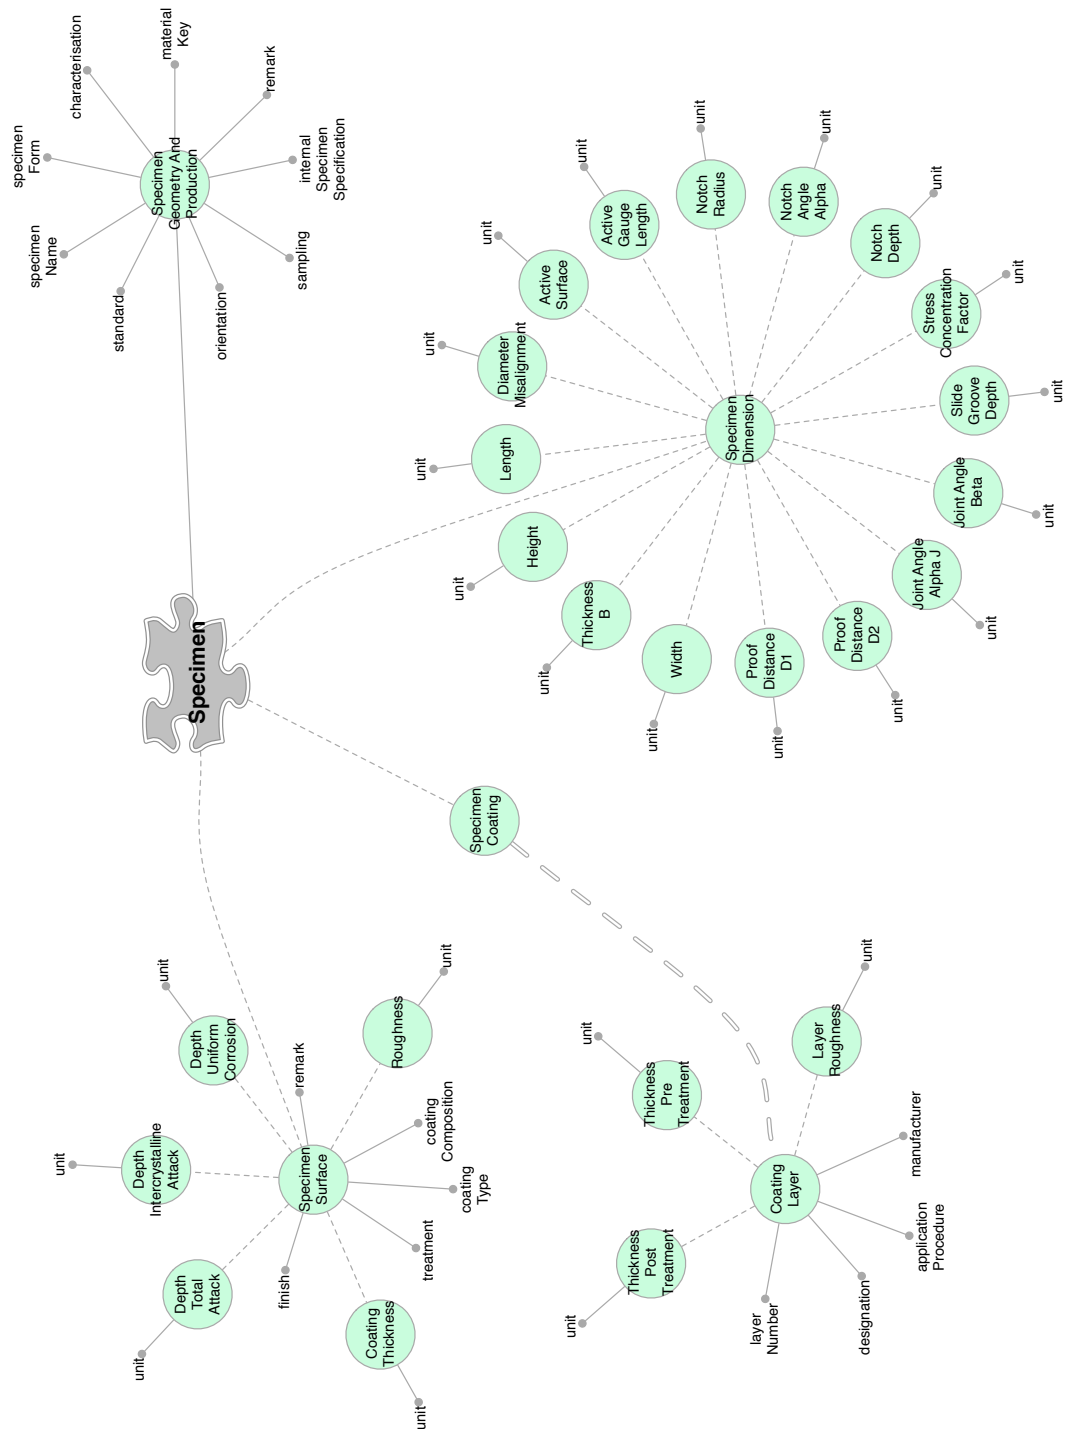 Specimen
Specimen
Geometry And
Production
standard
specimen
Name
specimen
Form
characterisation
material
Key
remark
internal
Specimen
Specification
sampling
orientation
Specimen
Dimension
Length
unit
Diameter
Misalignment
unit
Active
Surface
unit
Active
Gauge
Length
unit
Notch
Radius
unit
Notch
Angle
Alpha
unit
Notch
Depth
unit
Stress
Concentration
Factor
unit
Slide
Groove
Depth
unit
Joint Angle
Beta
unit
Joint Angle
Alpha J
unit
Proof
Distance
D2
unit
Proof
Distance
D1
unit
Width
unit
Thickness
B
unit
Height
unit
Specimen
Coating
Coating
Layer
Thickness
Post
Treatment
unit
Thickness
Pre
Treatment
unit
Layer
Roughness
unit
manufacturer
application
Procedure
designation
layer
Number
Specimen
Surface
finish
Depth
Total
Attack
unit
Depth
Intercrystalline
Attack
unit
Depth
Uniform
Corrosion
unit
remark
Roughness
unit
coating
Composition
coating
Type
treatment
Coating
Thickness
unit